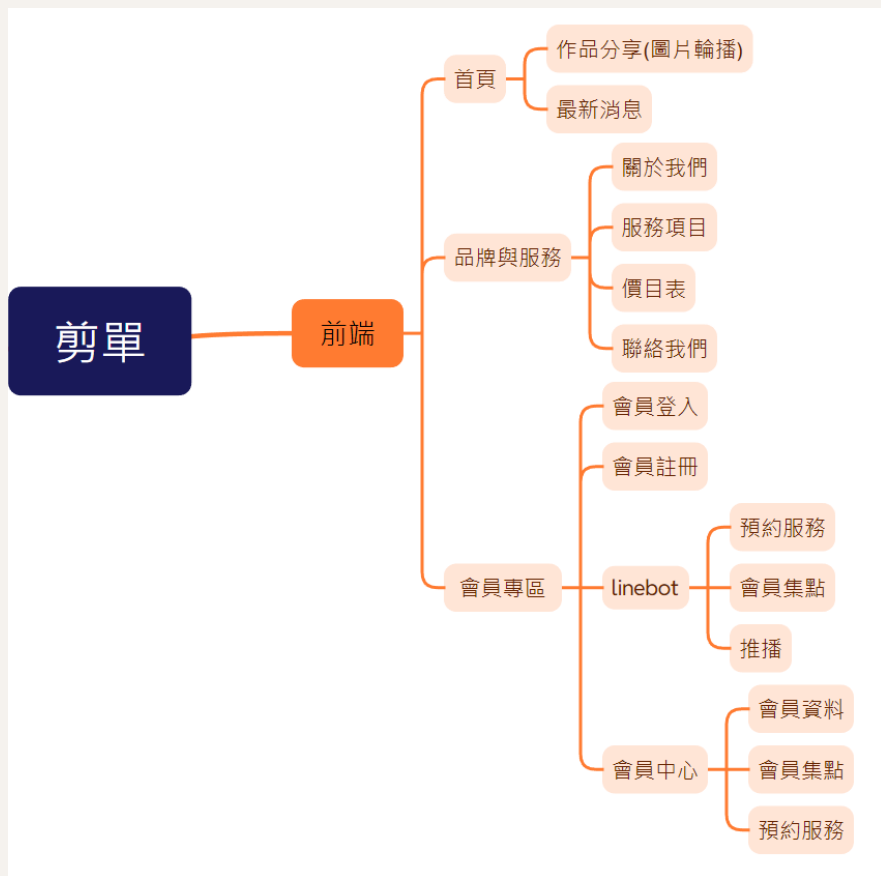 剪單
前端
首頁
作品分享(圖片輪播)
最新消息
品牌與服務
關於我們
服務項目
價目表
聯絡我們
會員專區
會員登入
會員註冊
linebot
預約服務
會員集點
推播
會員中心
會員資料
會員集點
預約服務